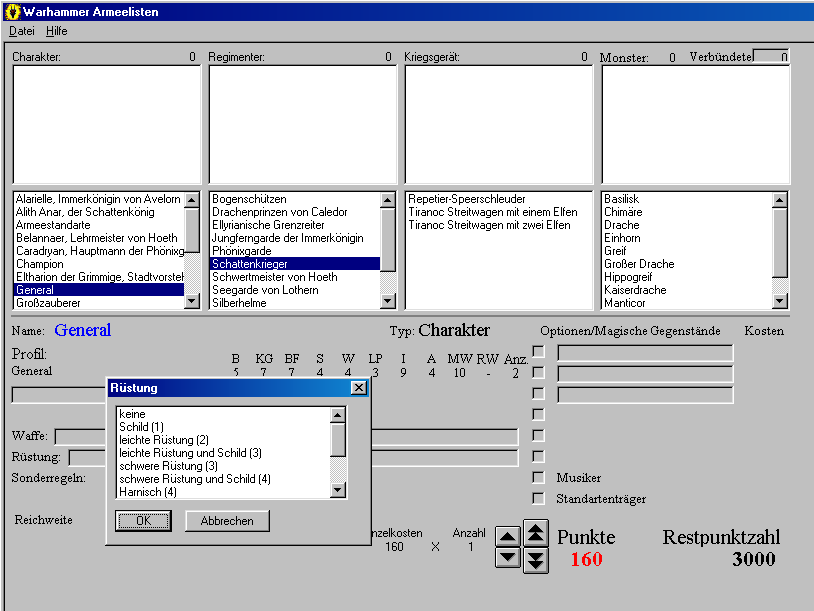 Warhammer Armeelisten
Datei Hilfe
Charakter: 0 Regimenter: 0 Kriegsgerät: 0 Monster: 0 Verbündete 0
Alarielle, Immerkönigin von Avelorn
Alith Anar, der Schattenkönig
Armeestandarte
Belannaer, Lehrmeister von Hoeth
Caradryan, Hauptmann der Phönixg
Champion
Eltharion der Grimmige, Stadtvorsteh
General
Großzauberer
Bogenschützen
Drachenprinzen von Caledor
Ellyrianische Grenzreiter
Jungferngarde der Immerkönigin
Phönixgarde
Schattenkrieger
Schwertmeister von Hoeth
Seegarde von Lothern
Silberhelme
Repetier-Speerschleuder
Tiranoc Streitwagen mit einem Elfen
Tiranoc Streitwagen mit zwei Elfen
Basilisk
Chimäre
Drache
Einhorn
Greif
Großer Drache
Hippogreif
Kaiserdrache
Manticor
Name: General Typ: Charakter Optionen/Magische Gegenstände Kosten
Profil:
B KG BF S W LP I A MW RW Anz.
General 5 7 7 4 4 3 9 4 10 - 2
Rüstung
keine
Schild (1)
leichte Rüstung (2)
leichte Rüstung und Schild (3)
schwere Rüstung (3)
schwere Rüstung und Schild (4)
Harnisch (4)
OK Abbrechen
Waffe:
Rüstung:
Sonderregeln:
Musiker
Standartenträger
Reichweite
nzelkosten Anzahl
160 X 1
Punkte Restpunktzahl
160 3000